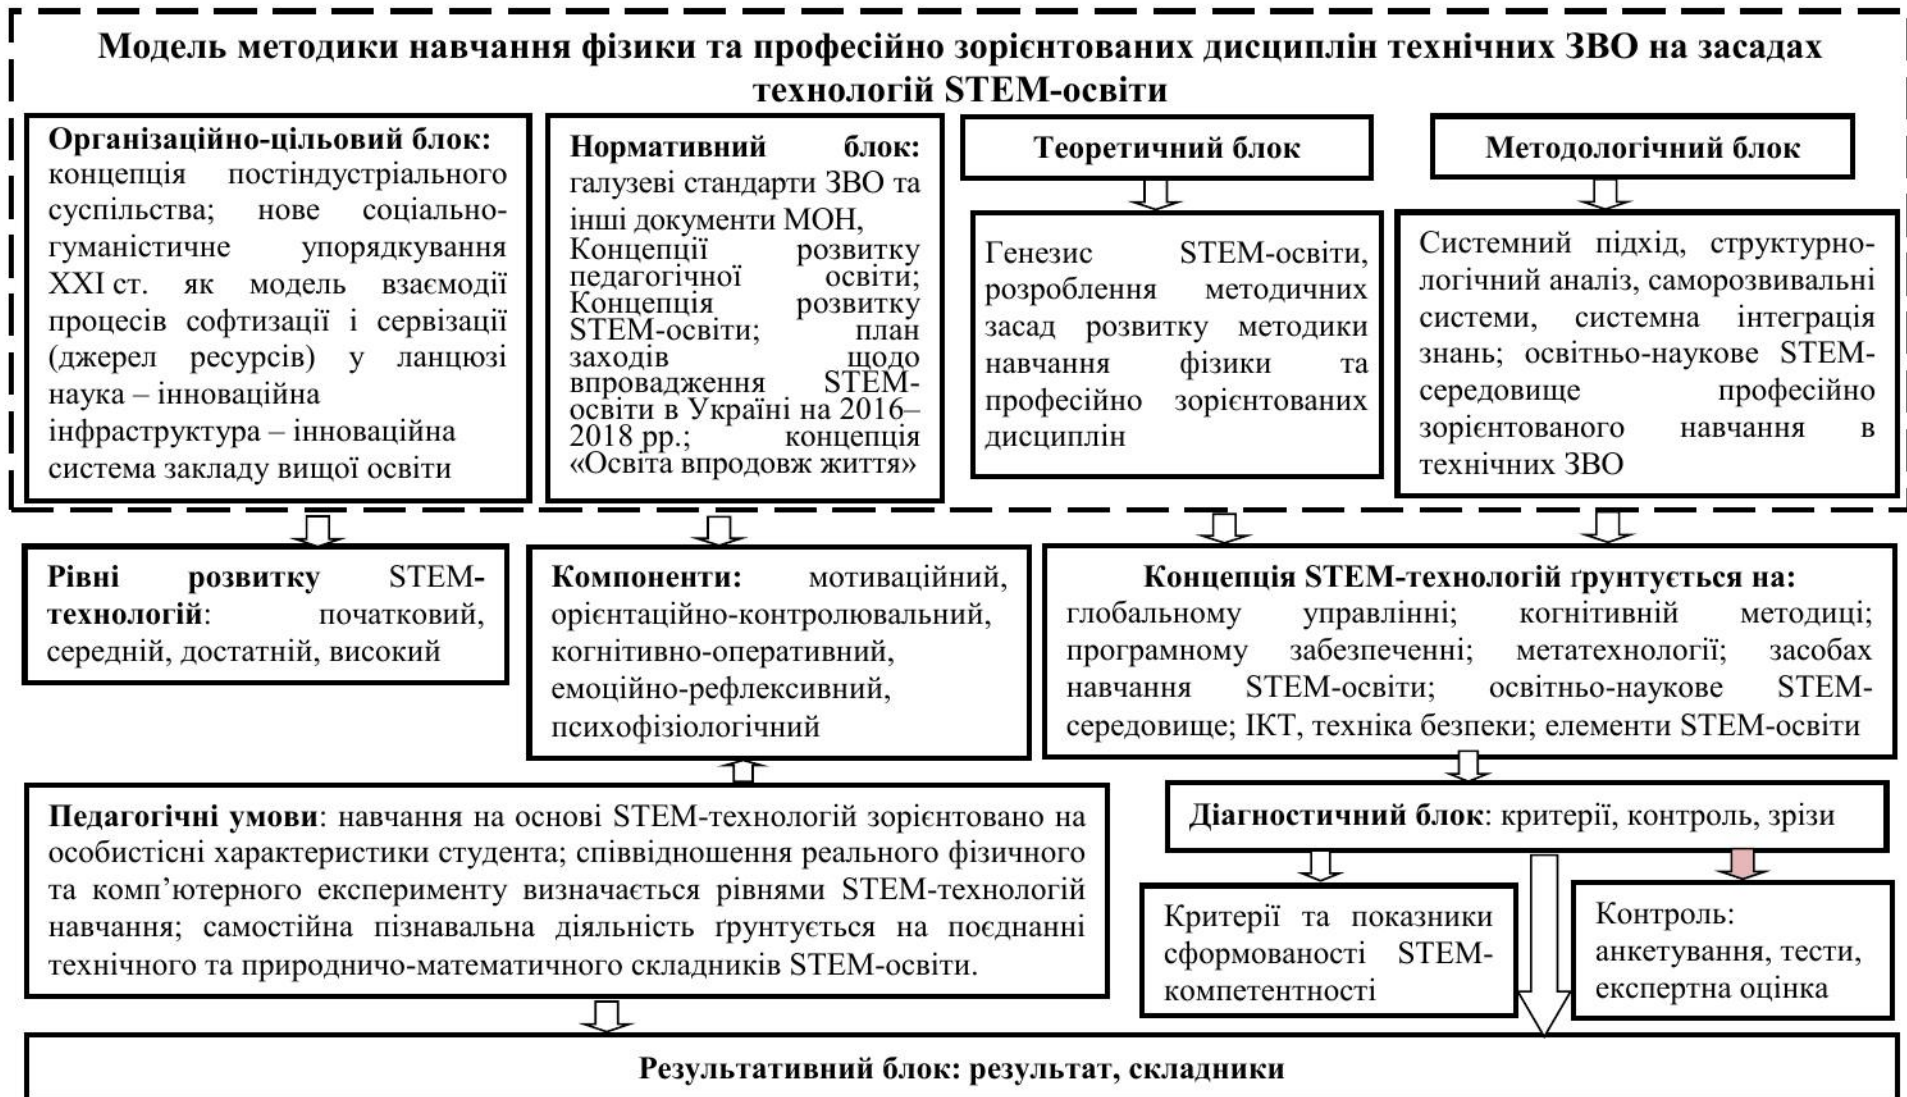 Модель методики навчання фізики та професійно зорієнтованих дисциплін технічних ЗВО на засадах
технологій STEM-освіти
Організаційно-цільовий блок:
концепція постіндустріального
суспільства; нове соціально-
гуманістичне упорядкування
XXI ст. як модель взаємодії
процесів софтизації і сервізації
(джерел ресурсів) у ланцюзі
наука – інноваційна
інфраструктура – інноваційна
система закладу вищої освіти
Нормативний блок:
галузеві стандарти ЗВО та
інші документи МОН,
Концепції розвитку
педагогічної освіти;
Концепція розвитку
STEM-освіти; план
заходів щодо
впровадження STEM-
освіти в Україні на 2016–
2018 рр.; концепція
«Освіта впродовж життя»
Теоретичний блок
Генезис STEM-освіти,
розроблення методичних
засад розвитку методики
навчання фізики та
професійно зорієнтованих
дисциплін
Методологічний блок
Системний підхід, структурно-
логічний аналіз, саморозвивальні
системи, системна інтеграція
знань; освітньо-наукове STEM-
середовище професійно
зорієнтованого навчання в
технічних ЗВО
Рівні розвитку STEM-
технологій: початковий,
середній, достатній, високий
Компоненти: мотиваційний,
орієнтаційно-контролювальний,
когнітивно-оперативний,
емоційно-рефлексивний,
психофізіологічний
Концепція STEM-технологій ґрунтується на:
глобальному управлінні; когнітивній методиці;
програмному забезпеченні; метатехнології; засобах
навчання STEM-освіти; освітньо-наукове STEM-
середовище; ІКТ, техніка безпеки; елементи STEM-освіти
Педагогічні умови: навчання на основі STEM-технологій зорієнтовано на
особистісні характеристики студента; співвідношення реального фізичного
та комп’ютерного експерименту визначається рівнями STEM-технологій
навчання; самостійна пізнавальна діяльність ґрунтується на поєднанні
технічного та природничо-математичного складників STEM-освіти.
Діагностичний блок: критерії, контроль, зрізи
Критерії та показники
сформованості STEM-
компетентності
Контроль:
анкетування, тести,
експертна оцінка
Результативний блок: результат, складники